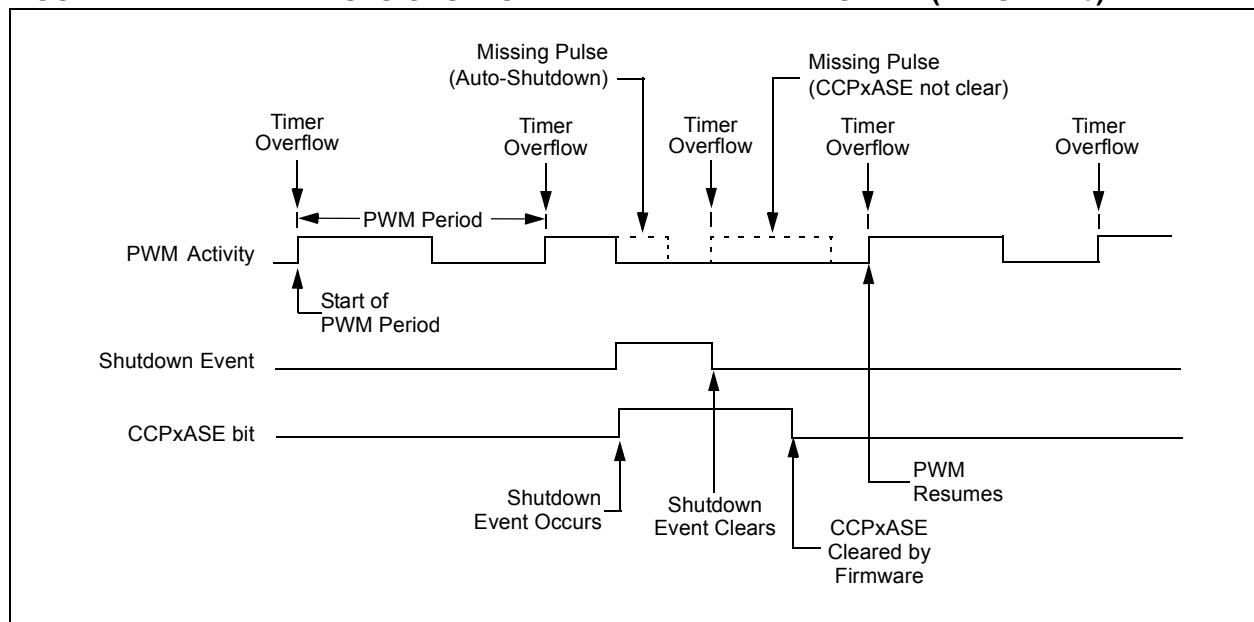 Missing Pulse
(Auto-Shutdown)
Missing Pulse
(CCPxASE not clear)
Timer
Overflow
Timer
Overflow
Timer
Overflow
Timer
Overflow
Timer
Overflow
PWM Period
PWM Activity
Start of
PWM Period
Shutdown Event
CCPxASE bit
Shutdown
Event Occurs
Shutdown
Event Clears
PWM
Resumes
CCPxASE
Cleared by
Firmware